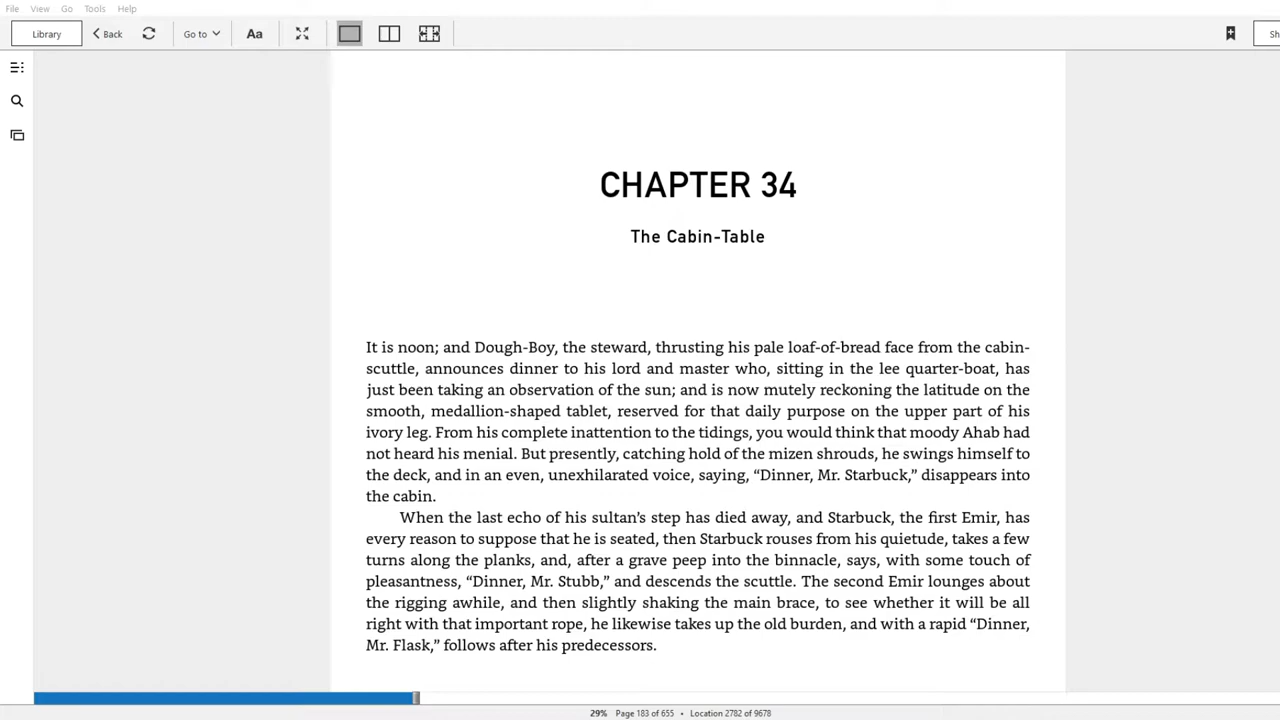 File View Go Tools Help
Library Back Go to Aa Sh
CHAPTER 34
The Cabin-Table
It is noon; and Dough-Boy, the steward, thrusting his pale loaf-of-bread face from the cabin-
scuttle, announces dinner to his lord and master who, sitting in the lee quarter-boat, has
just been taking an observation of the sun; and is now mutely reckoning the latitude on the
smooth, medallion-shaped tablet, reserved for that daily purpose on the upper part of his
ivory leg. From his complete inattention to the tidings, you would think that moody Ahab had
not heard his menial. But presently, catching hold of the mizen shrouds, he swings himself to
the deck, and in an even, unexhilarated voice, saying, “Dinner, Mr. Starbuck,” disappears into
the cabin.
When the last echo of his sultan’s step has died away, and Starbuck, the first Emir, has
every reason to suppose that he is seated, then Starbuck rouses from his quietude, takes a few
turns along the planks, and, after a grave peep into the binnacle, says, with some touch of
pleasantness, “Dinner, Mr. Stubb,” and descends the scuttle. The second Emir lounges about
the rigging awhile, and then slightly shaking the main brace, to see whether it will be all
right with that important rope, he likewise takes up the old burden, and with a rapid “Dinner,
Mr. Flask,” follows after his predecessors.
29% Page 183 of 655 • Location 2782 of 9678